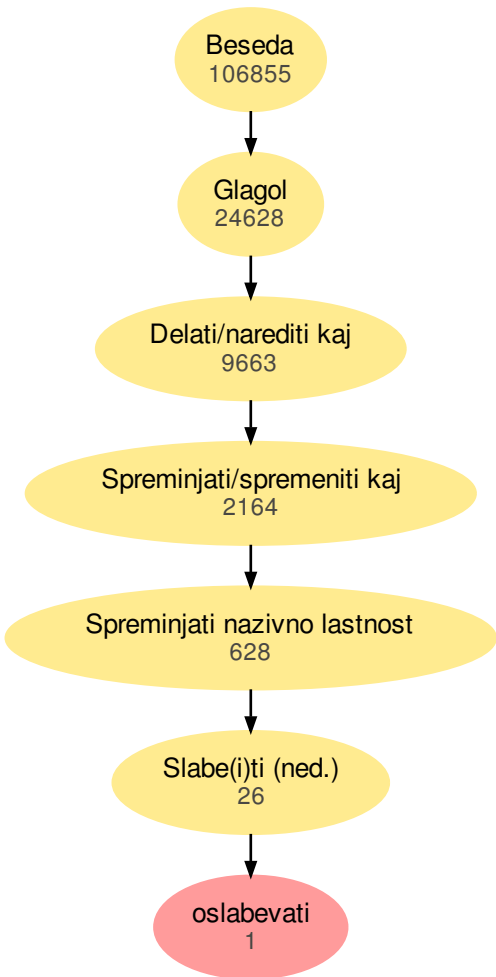 Beseda
106855
Glagol
24628
Delati/narediti kaj
9663
Spreminjati/spremeniti kaj
2164
Spreminjati nazivno lastnost
628
Slabe(i)ti (ned.)
26
oslabevati
1